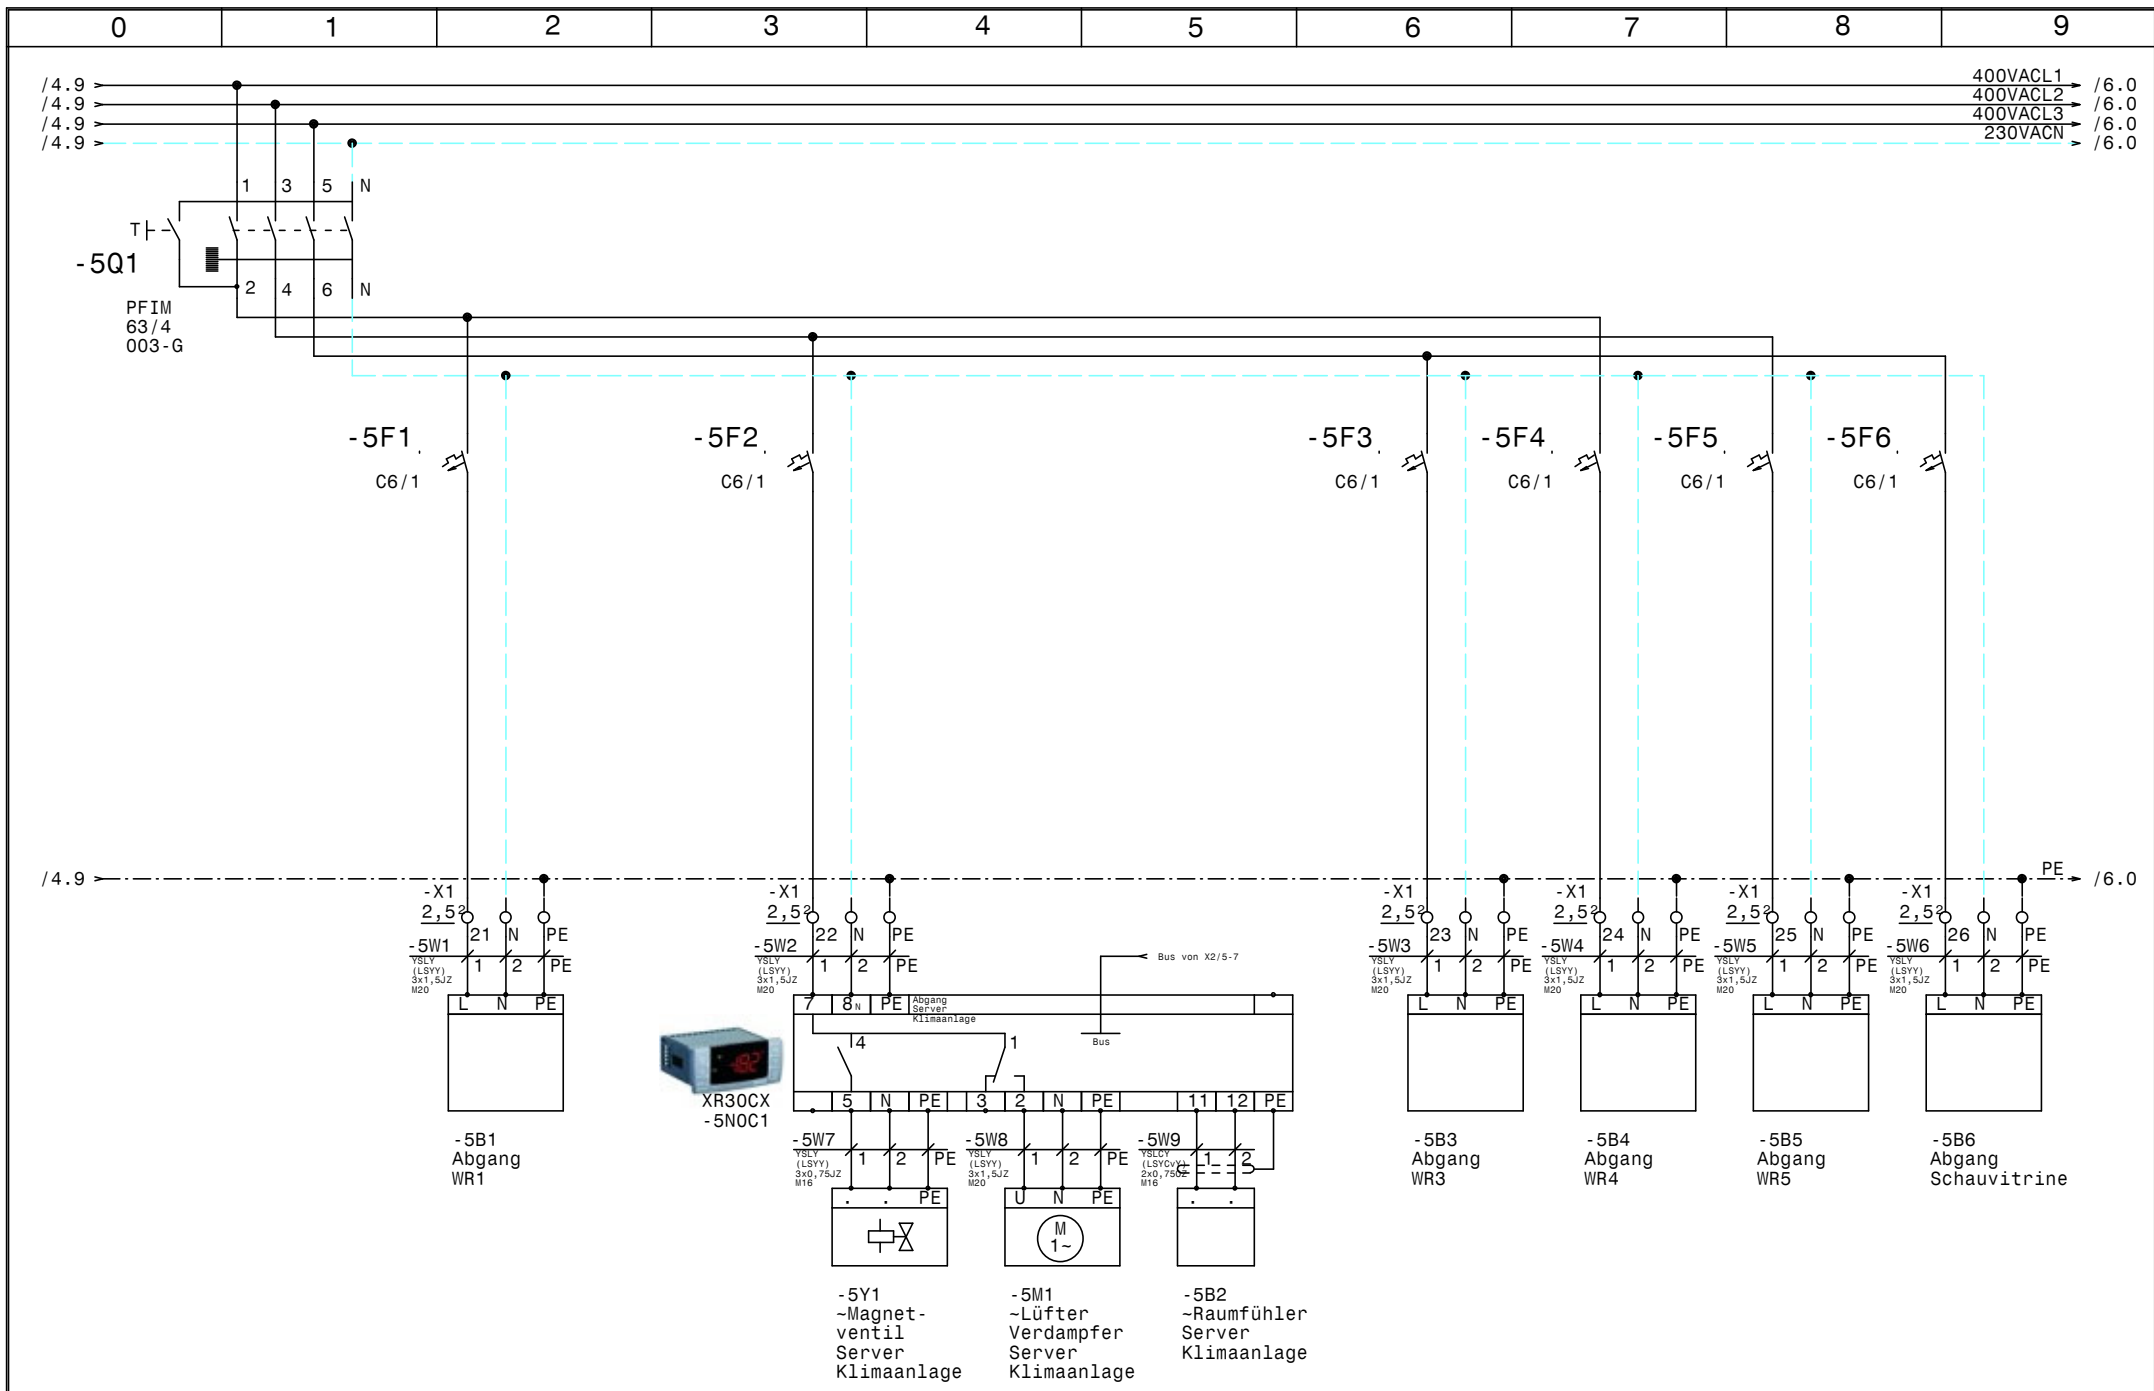 0 1 2 3 4 5 6 7 8 9
/4.9 400VACL1 /6.0
/4.9 400VACL2 /6.0
/4.9 400VACL3 /6.0
/4.9 230VACN /6.0
1 3 5 N
T
-5Q1
2 4 6 N
PFIM
63/4
003-G
-5F1 -5F2 -5F3 -5F4 -5F5 -5F6
C6/1 C6/1 C6/1 C6/1 C6/1 C6/1
/4.9 PE /6.0
-X1 -X1 -X1 -X1 -X1 -X1
2,5² 2,5² 2,5² 2,5² 2,5² 2,5²
21 N PE 22 N PE 23 N PE 24 N PE 25 N PE 26 N PE
-5W1 -5W2 -5W3 -5W4 -5W5 -5W6
1 2 PE 1 2 PE 1 2 PE 1 2 PE 1 2 PE 1 2 PE
YSLY YSLY YSLY YSLY YSLY YSLY
(LSYY) (LSYY) (LSYY) (LSYY) (LSYY) (LSYY)
3x1,5JZ 3x1,5JZ 3x1,5JZ 3x1,5JZ 3x1,5JZ 3x1,5JZ
M20 M20 M20 M20 M20 M20
Bus von X2/5-7
L N PE 7 8 N PE L N PE L N PE L N PE L N PE
Abgang
Server
Klimaanlage
4 1 Bus
XR30CX
-5N0C1
5 N PE 3 2 N PE 11 12 PE
-5B1
Abgang
WR1
-5B3
Abgang
WR3
-5B4
Abgang
WR4
-5B5
Abgang
WR5
-5B6
Abgang
Schauvitrine
-5W7
YSLY
(LSYY)
3x0,75JZ
M16
1 2 PE
-5W8
YSLY
(LSYY)
3x1,5JZ
M20
1 2 PE
-5W9
YSLCY
(LSYCvY)
2x0,75OZ
M16
1 2
. . PE U N PE . .
M
1~
-5Y1
~Magnet-
ventil
Server
Klimaanlage
-5M1
~Lüfter
Verdampfer
Server
Klimaanlage
-5B2
~Raumfühler
Server
Klimaanlage